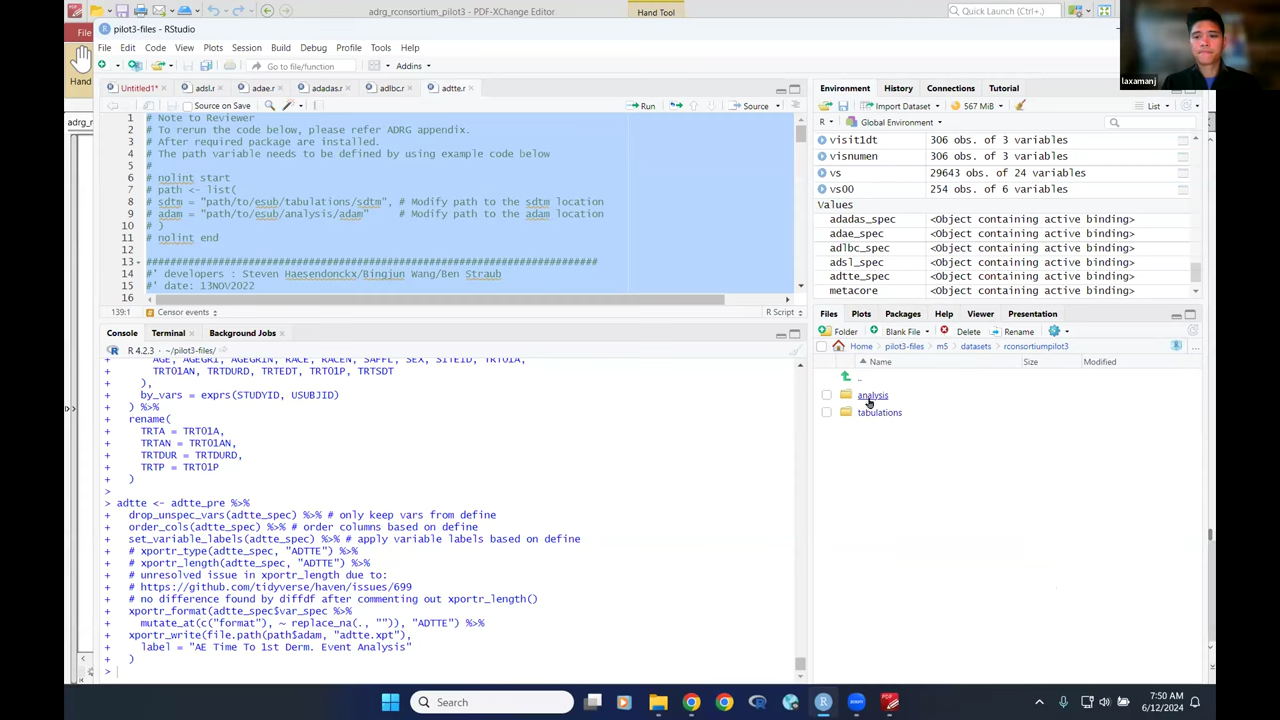 adrg_rconsortium_pilot3 - PDF-XChange Editor
Hand Tool
Quick Launch (Ctrl+.)
File
Hand
adrg_r
pilot3-files - RStudio
laxamanj
File Edit Code View Plots Session Build Debug Profile Tools Help
Go to file/function
Addins
Untitled1*
adsl.r
adae.r
adadas.r
adlbc.r
adtte.r
Source on Save
Run
Source
1 # Note to Reviewer
2 # To rerun the code below, please refer ADRG appendix.
3 # After required package are installed.
4 # The path variable needs to be defined by using example code below
5 #
6 # nolint start
7 # path <- list(
8 # sdtm = "path/to/esub/tabulations/sdtm", # Modify path to the sdtm location
9 # adam = "path/to/esub/analysis/adam" # Modify path to the adam location
10 # )
11 # nolint end
12
13 ###########################################################################
14 #' developers : Steven Haesendonckx/Bingjun Wang/Ben Straub
15 #' date: 13NOV2022
16
139:1
Censor events
R Script
Console
Terminal
Background Jobs
R 4.2.3 · ~/pilot3-files/
+ AGE, AGEGR1, AGEGR1N, RACE, RACEN, SAFFL, SEX, SITEID, TRT01A,
+ TRT01AN, TRTDURD, TRTEDT, TRT01P, TRTSDT
+ ),
+ by_vars = exprs(STUDYID, USUBJID)
+ ) %>%
+ rename(
+ TRTA = TRT01A,
+ TRTAN = TRT01AN,
+ TRTDUR = TRTDURD,
+ TRTP = TRT01P
+ )
>
> adtte <- adtte_pre %>%
+ drop_unspec_vars(adtte_spec) %>% # only keep vars from define
+ order_cols(adtte_spec) %>% # order columns based on define
+ set_variable_labels(adtte_spec) %>% # apply variable labels based on define
+ # xportr_type(adtte_spec, "ADTTE") %>%
+ # xportr_length(adtte_spec, "ADTTE") %>%
+ # unresolved issue in xportr_length due to:
+ # https://github.com/tidyverse/haven/issues/699
+ # no difference found by diffdf after commenting out xportr_length()
+ xportr_format(adtte_spec$var_spec %>%
+ mutate_at(c("format"), ~ replace_na(., "")), "ADTTE") %>%
+ xportr_write(file.path(path$adam, "adtte.xpt"),
+ label = "AE Time To 1st Derm. Event Analysis"
+ )
>
Environment
History
Connections
Tutorial
Import Dataset
567 MiB
List
R
Global Environment
visit1dt 306 obs. of 3 variables
visnumen 306 obs. of 3 variables
vs 29643 obs. of 24 variables
vs00 254 obs. of 6 variables
Values
adadas_spec <Object containing active binding>
adae_spec <Object containing active binding>
adlbc_spec <Object containing active binding>
adsl_spec <Object containing active binding>
adtte_spec <Object containing active binding>
metacore <Object containing active binding>
Files
Plots
Packages
Help
Viewer
Presentation
Folder
Blank File
Delete
Rename
Home pilot3-files m5 datasets rconsortiumpilot3
Name
Size
Modified
..
analysis
tabulations
Search
7:50 AM
6/12/2024